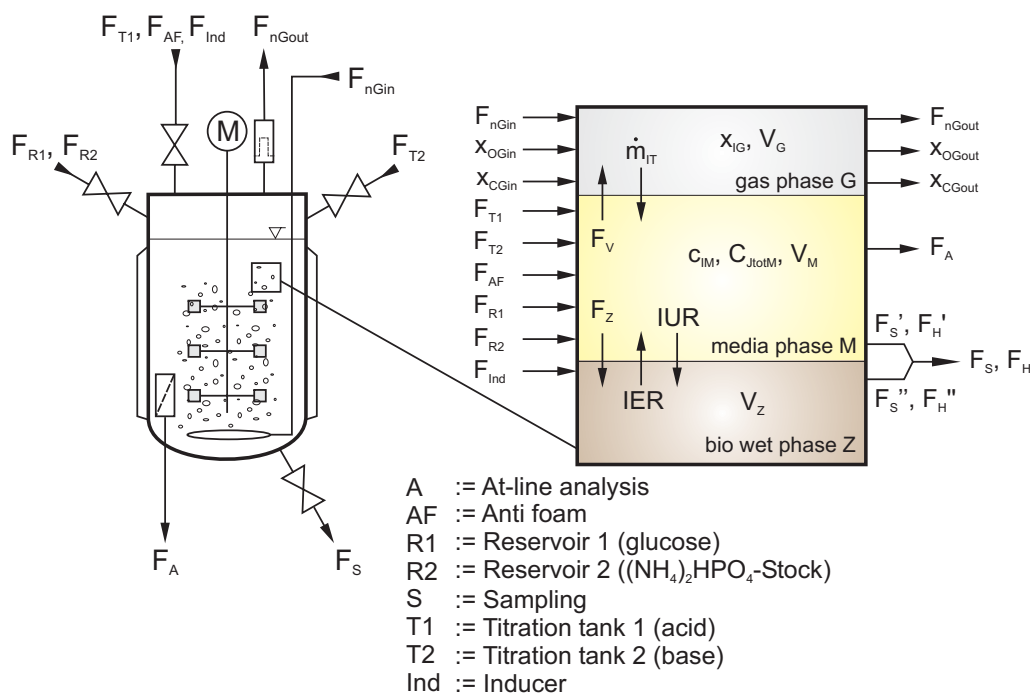 F_T1, F_AF, F_Ind
F_nGout
F_nGin
M
F_R1, F_R2
F_T2
F_A
F_S
F_nGin
x_OGin
x_CGin
F_T1
F_T2
F_AF
F_R1
F_R2
F_Ind
x_IG, V_G
ṁ_IT
gas phase G
F_V
c_IM, C_JtotM, V_M
F_Z
IUR
media phase M
IER
V_Z
bio wet phase Z
F_nGout
x_OGout
x_CGout
F_A
F_S', F_H'
F_S, F_H
F_S'', F_H''
A := At-line analysis
AF := Anti foam
R1 := Reservoir 1 (glucose)
R2 := Reservoir 2 ((NH₄)₂HPO₄-Stock)
S := Sampling
T1 := Titration tank 1 (acid)
T2 := Titration tank 2 (base)
Ind := Inducer